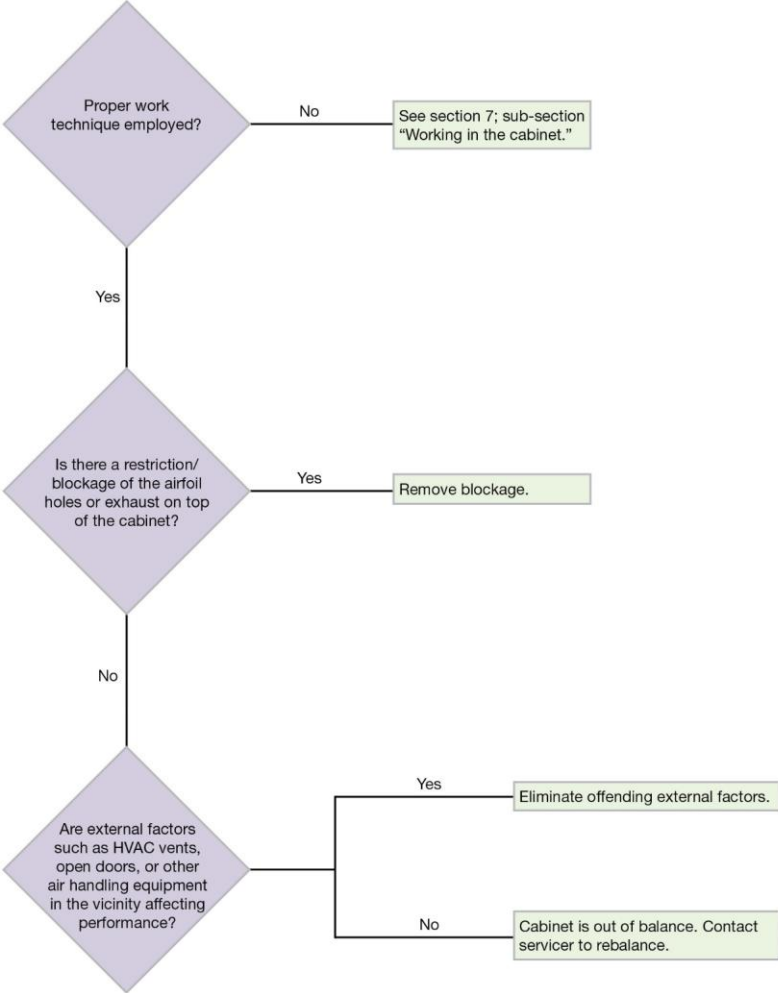 Proper work
technique employed?
No
See section 7; sub-section
“Working in the cabinet.”
Yes
Is there a restriction/
blockage of the airfoil
holes or exhaust on top
of the cabinet?
Yes
Remove blockage.
No
Are external factors
such as HVAC vents,
open doors, or other
air handling equipment
in the vicinity affecting
performance?
Yes
Eliminate offending external factors.
No
Cabinet is out of balance. Contact
servicer to rebalance.